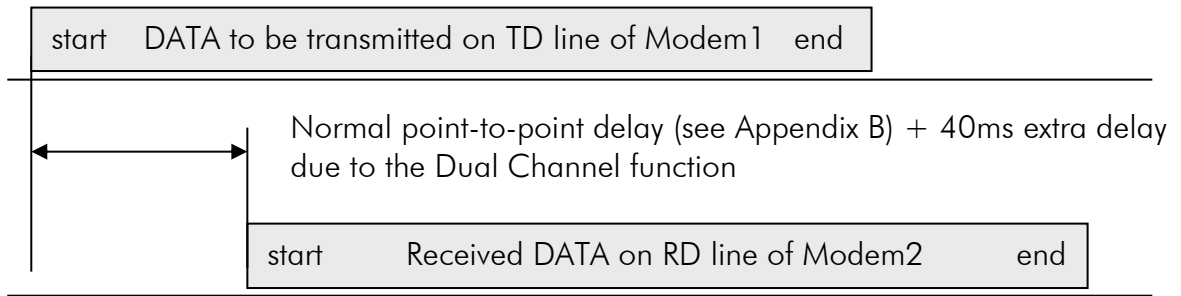 start DATA to be transmitted on TD line of Modem1 end
Normal point-to-point delay (see Appendix B) + 40ms extra delay
due to the Dual Channel function
start Received DATA on RD line of Modem2 end